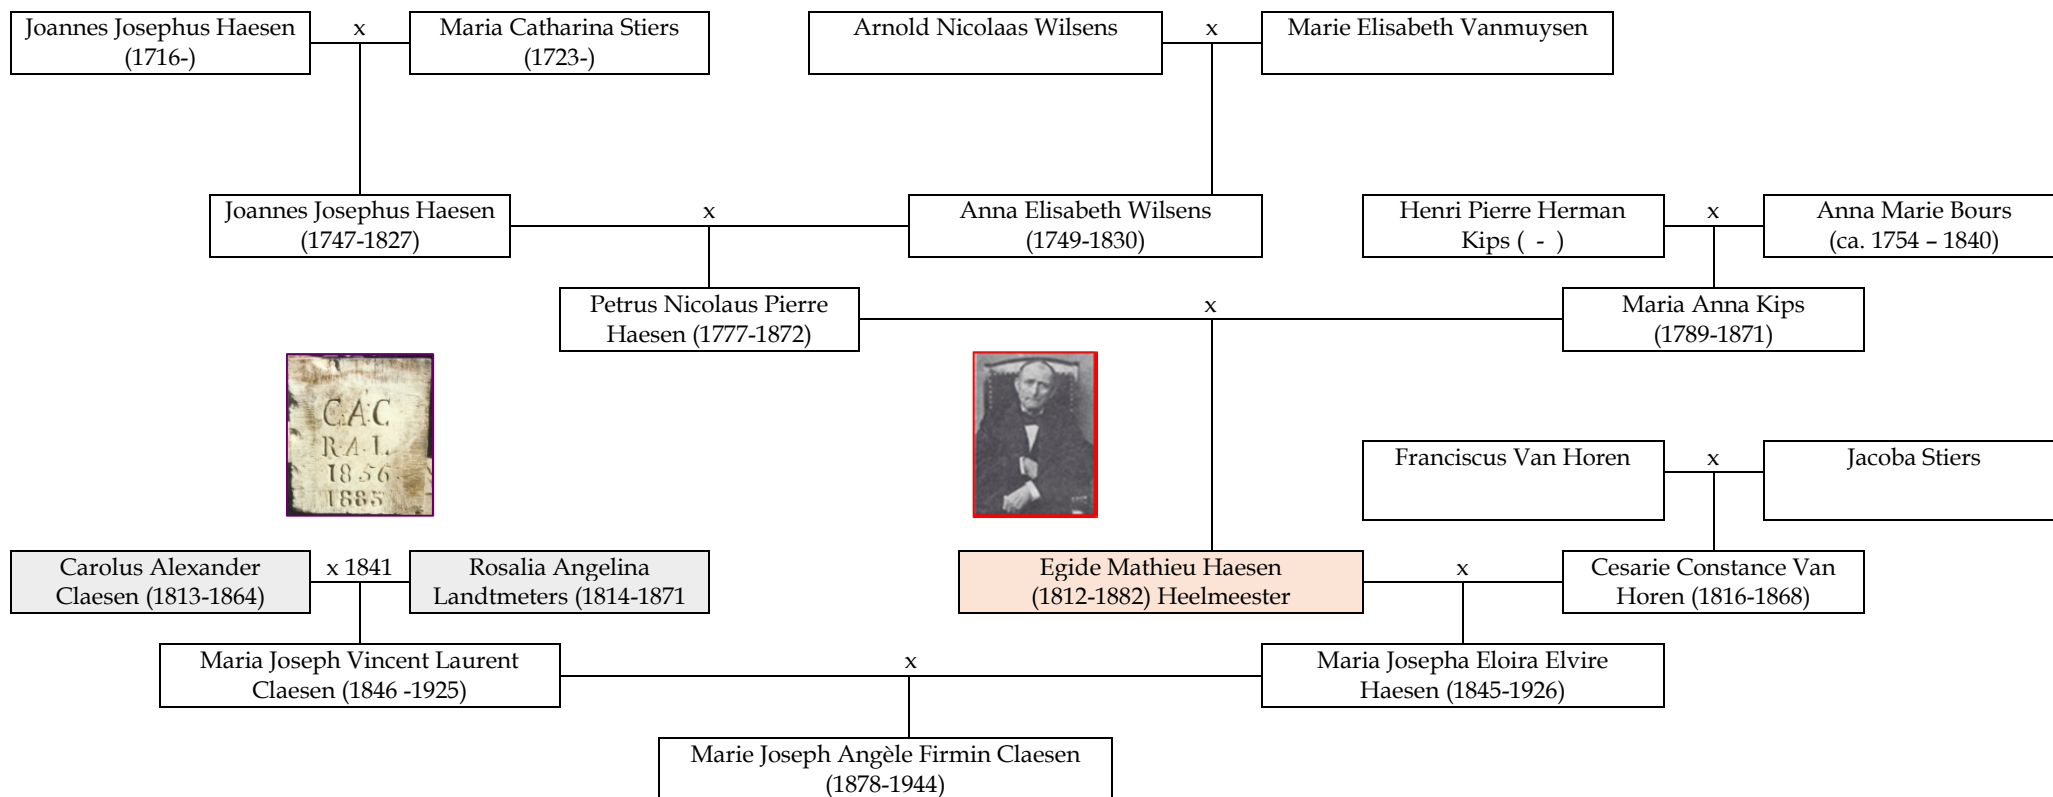 Joannes Josephus Haesen
(1716-)
x
Maria Catharina Stiers
(1723-)
Arnold Nicolaas Wilsens
x
Marie Elisabeth Vanmuysen
Joannes Josephus Haesen
(1747-1827)
x
Anna Elisabeth Wilsens
(1749-1830)
Henri Pierre Herman
Kips ( - )
x
Anna Marie Bours
(ca. 1754 – 1840)
Petrus Nicolaus Pierre
Haesen (1777-1872)
x
Maria Anna Kips
(1789-1871)
C.A.C
R.A.L.
1856
1885
Franciscus Van Horen
x
Jacoba Stiers
Carolus Alexander
Claesen (1813-1864)
x 1841
Rosalia Angelina
Landtmeters (1814-1871
Egide Mathieu Haesen
(1812-1882) Heelmeester
x
Cesarie Constance Van
Horen (1816-1868)
Maria Joseph Vincent Laurent
Claesen (1846 -1925)
x
Maria Josepha Eloira Elvire
Haesen (1845-1926)
Marie Joseph Angèle Firmin Claesen
(1878-1944)